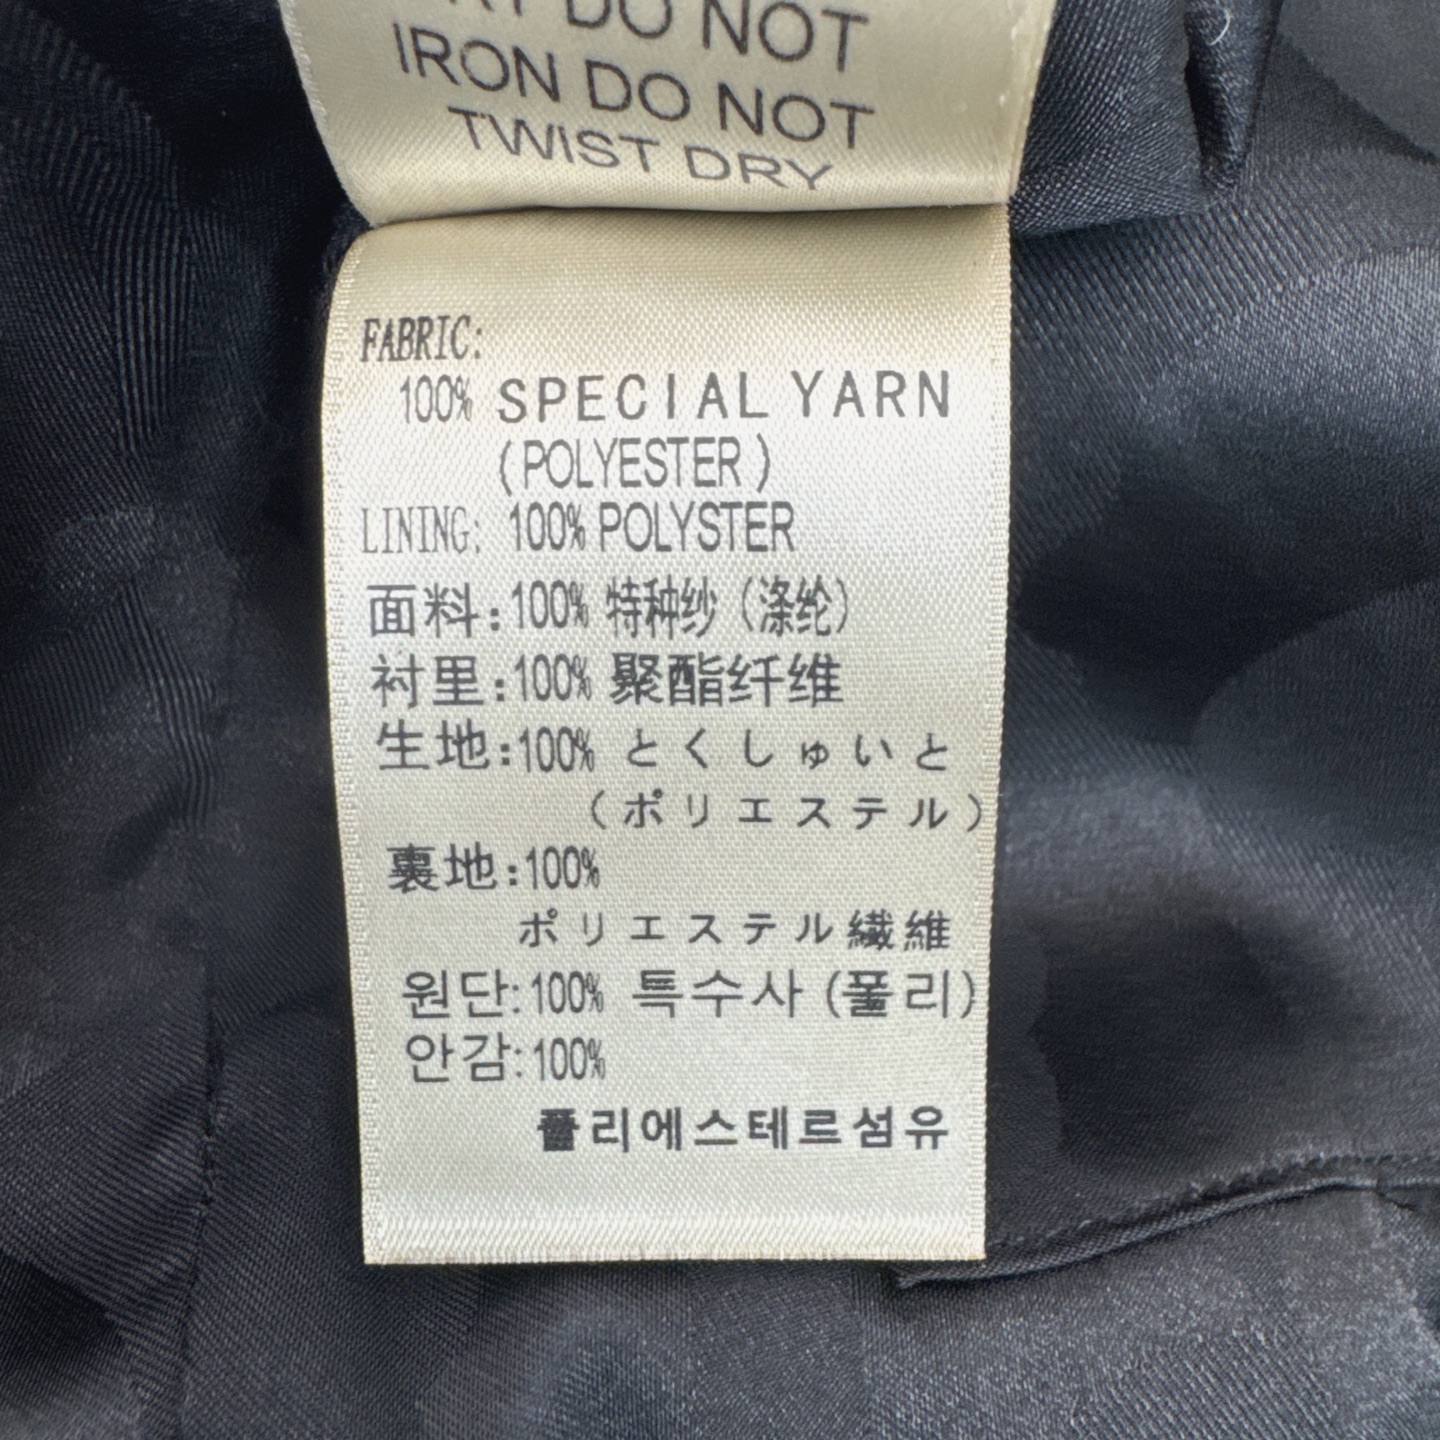 DO NOT
IRON DO NOT
TWIST DRY
FABRIC:
100% SPECIAL YARN
(POLYESTER)
LINING: 100% POLYSTER
面料:100% 特种纱(涤纶)
衬里:100% 聚酯纤维
生地:100% とくしゅいと
(ポリエステル)
裏地:100%
ポリエステル繊維
원단:100% 특수사(폴리)
안감:100%
폴리에스테르섬유